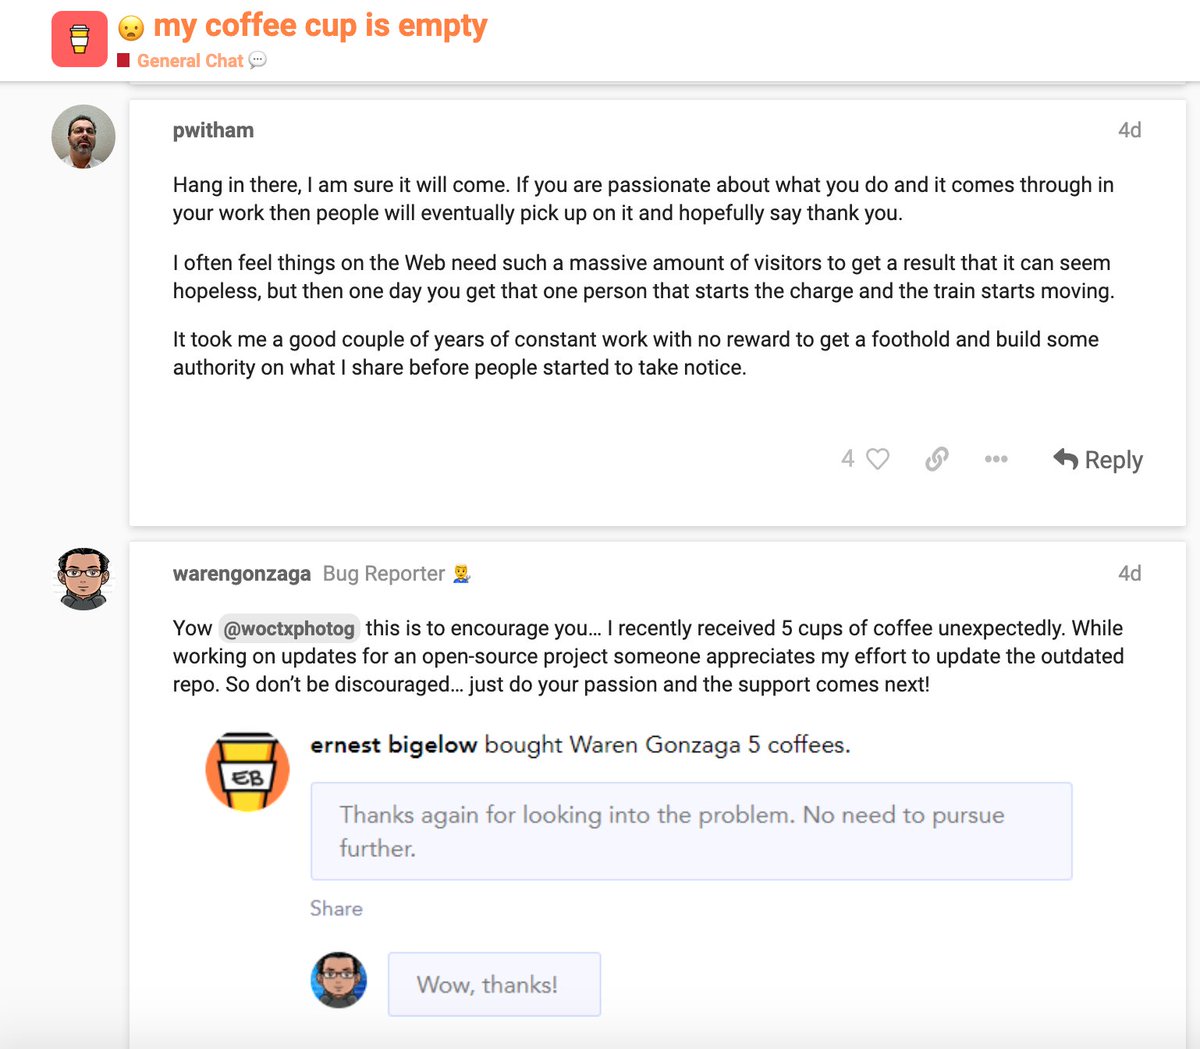 my coffee cup is empty
General Chat
pwitham
4d
Hang in there, I am sure it will come. If you are passionate about what you do and it comes through in
your work then people will eventually pick up on it and hopefully say thank you.
I often feel things on the Web need such a massive amount of visitors to get a result that it can seem
hopeless, but then one day you get that one person that starts the charge and the train starts moving.
It took me a good couple of years of constant work with no reward to get a foothold and build some
authority on what I share before people started to take notice.
4
Reply
warengonzaga Bug Reporter
4d
Yow @woctxphotog this is to encourage you... I recently received 5 cups of coffee unexpectedly. While
working on updates for an open-source project someone appreciates my effort to update the outdated
repo. So don’t be discouraged... just do your passion and the support comes next!
EB
ernest bigelow bought Waren Gonzaga 5 coffees.
Thanks again for looking into the problem. No need to pursue
further.
Share
Wow, thanks!